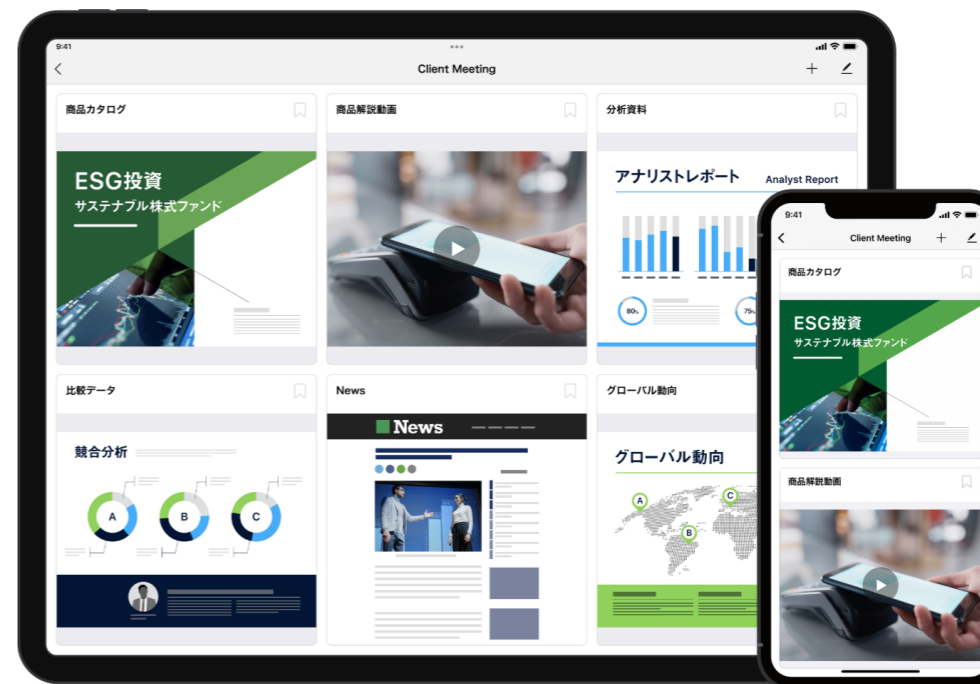 9:41
Client Meeting
商品カタログ
商品解説動画
分析資料
ESG投資
サステナブル株式ファンド
アナリストレポート Analyst Report
80%
75%
比較データ
News
グローバル動向
競合分析
A
B
C
News
グローバル動向
A
B
C
9:41
Client Meeting
商品カタログ
ESG投資
サステナブル株式ファンド
商品解説動画